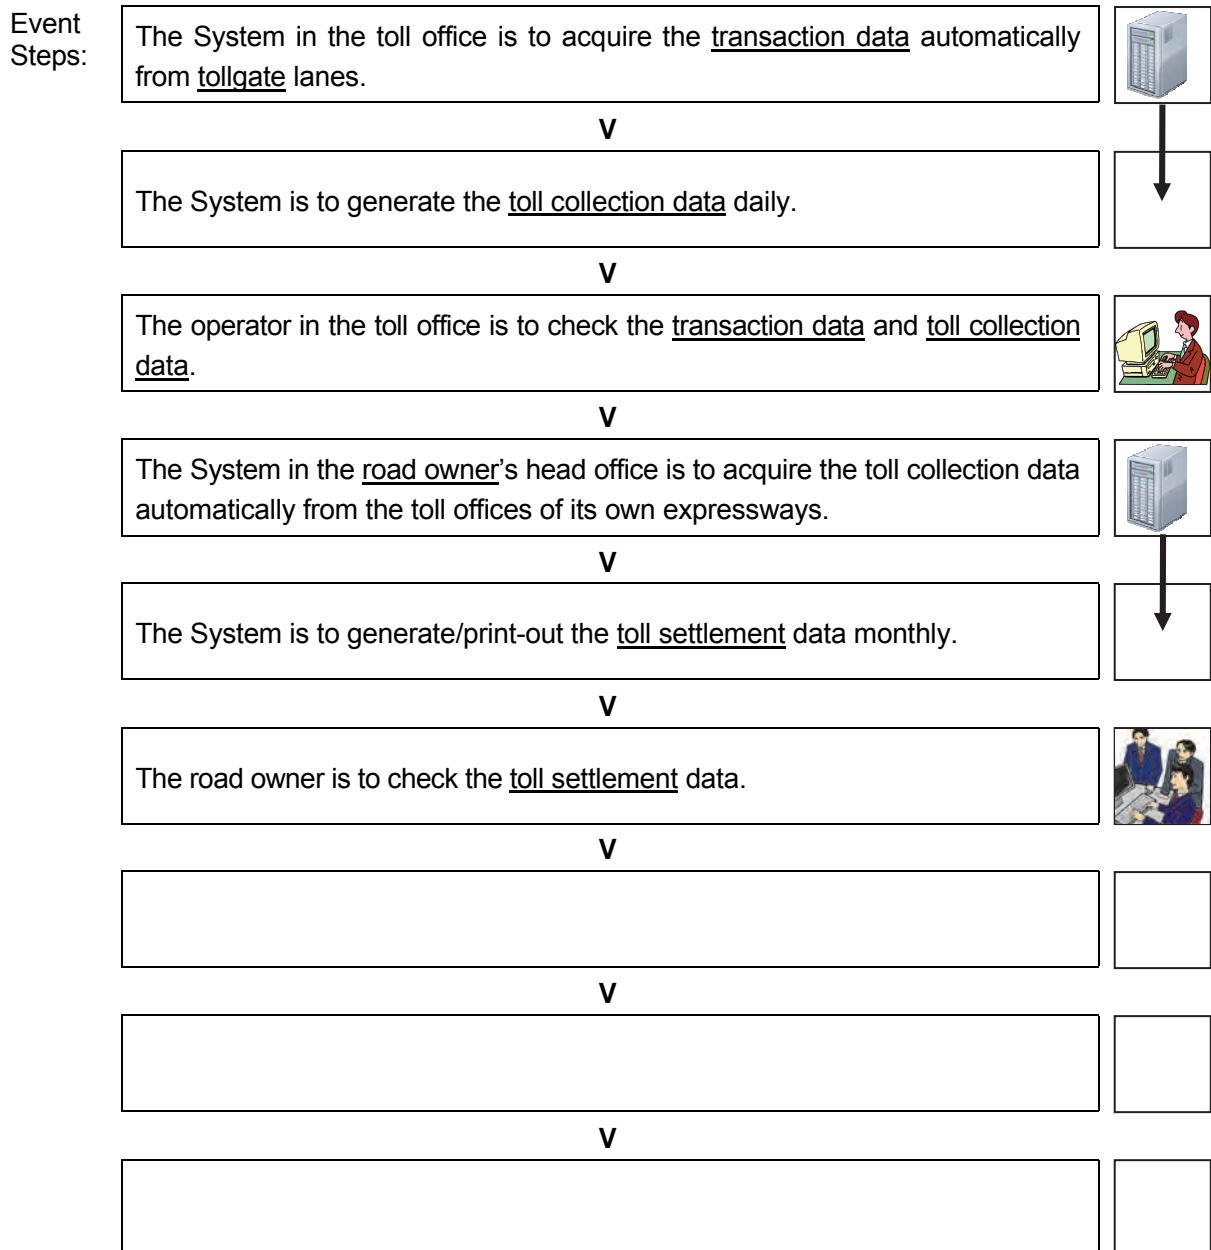 Event
Steps:
The System in the toll office is to acquire the transaction data automatically
from tollgate lanes.
V
The System is to generate the toll collection data daily.
V
The operator in the toll office is to check the transaction data and toll collection
data.
V
The System in the road owner's head office is to acquire the toll collection data
automatically from the toll offices of its own expressways.
V
The System is to generate/print-out the toll settlement data monthly.
V
The road owner is to check the toll settlement data.
V
V
V